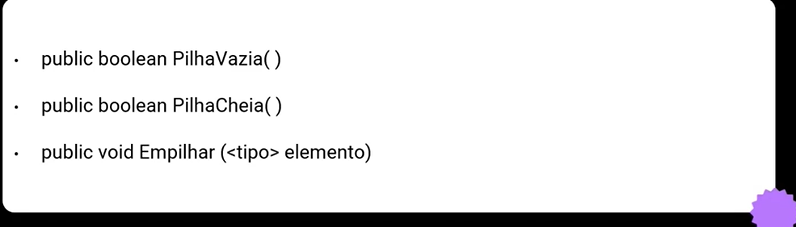 • public boolean PilhaVazia( )
• public boolean PilhaCheia( )
• public void Empilhar (<tipo> elemento)